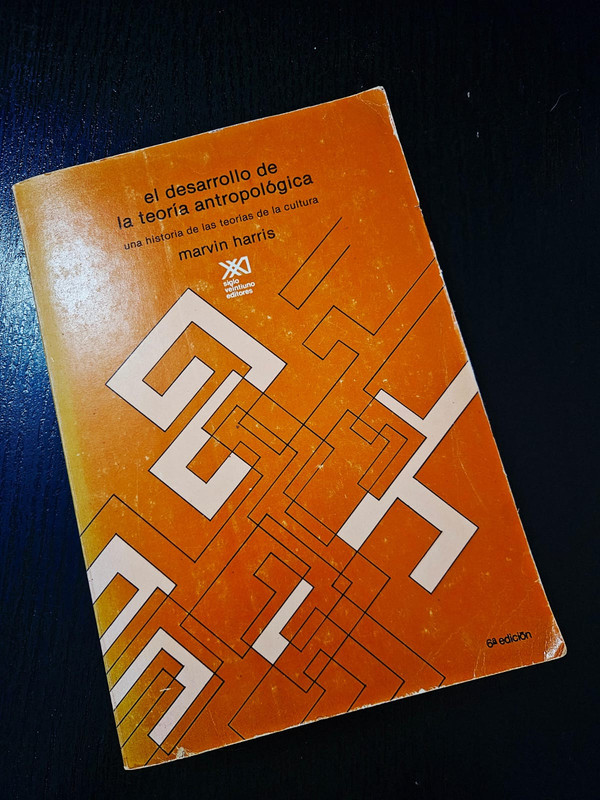 el desarrollo de
la teoría antropológica
una historia de las teorías de la cultura
marvin harris
siglo
veintiuno
editores
6ª edición